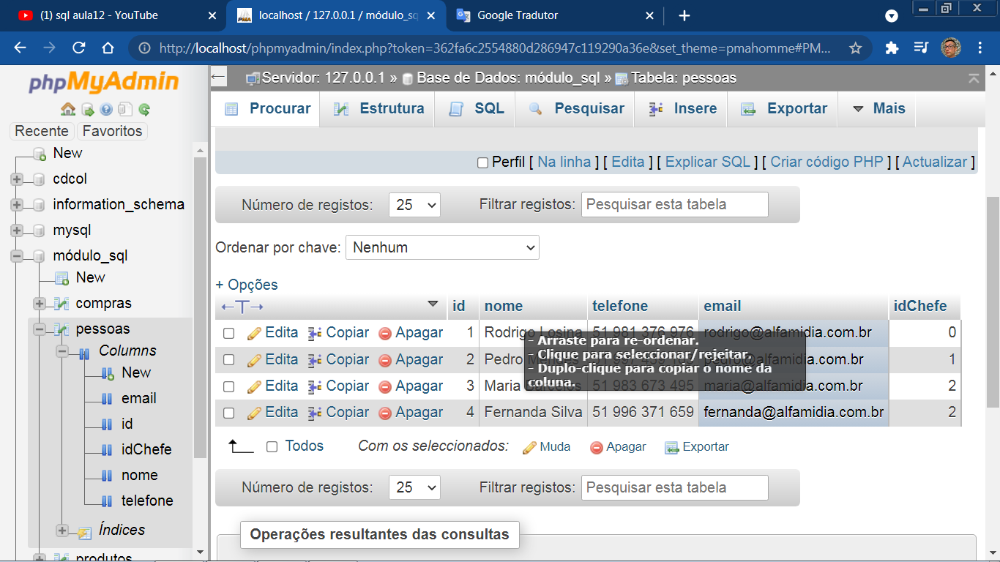 (1) sql aula12 - YouTube
localhost / 127.0.0.1 / módulo_sq
Google Tradutor
http://localhost/phpmyadmin/index.php?token=362fa6c2554880d286947c119290a36e&set_theme=pmahomme#PM...
phpMyAdmin
Recente Favoritos
New
cdcol
information_schema
mysql
módulo_sql
New
compras
pessoas
Columns
New
email
id
idChefe
nome
telefone
Índices
produtos
Servidor: 127.0.0.1 » Base de Dados: módulo_sql » Tabela: pessoas
Procurar Estrutura SQL Pesquisar Insere Exportar Mais
Perfil [ Na linha ] [ Edita ] [ Explicar SQL ] [ Criar código PHP ] [ Actualizar ]
Número de registos: 25 Filtrar registos: Pesquisar esta tabela
Ordenar por chave: Nenhum
+ Opções
←T→ id nome telefone email idChefe
Edita Copiar Apagar 1 Rodrigo Losina 51 981 376 976 rodrigo@alfamidia.com.br 0
Edita Copiar Apagar 2 Pedro Mendes 51 997 pedro@alfamidia.com.br 1
Edita Copiar Apagar 3 Maria Barcelos 51 983 673 495 maria@alfamidia.com.br 2
Edita Copiar Apagar 4 Fernanda Silva 51 996 371 659 fernanda@alfamidia.com.br 2
- Arraste para re-ordenar.
- Clique para seleccionar/rejeitar.
- Duplo-clique para copiar o nome da
coluna.
Todos Com os seleccionados: Muda Apagar Exportar
Número de registos: 25 Filtrar registos: Pesquisar esta tabela
Operações resultantes das consultas